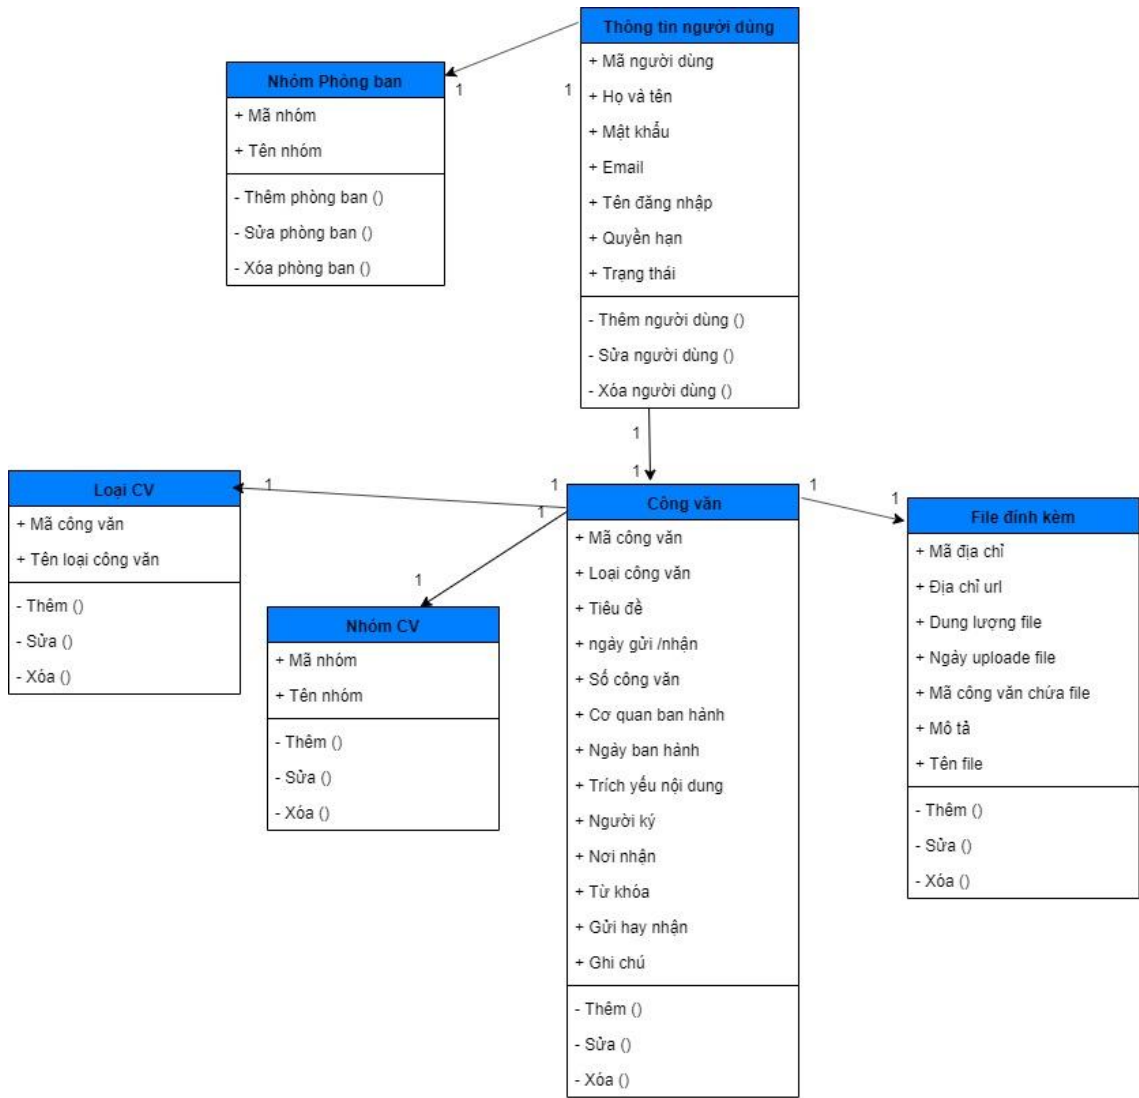 Thông tin người dùng
+ Mã người dùng
+ Họ và tên
+ Mật khẩu
+ Email
+ Tên đăng nhập
+ Quyền hạn
+ Trạng thái
- Thêm người dùng ()
- Sửa người dùng ()
- Xóa người dùng ()
Nhóm Phòng ban
+ Mã nhóm
+ Tên nhóm
- Thêm phòng ban ()
- Sửa phòng ban ()
- Xóa phòng ban ()
1
1
1
1
Loại CV
+ Mã công văn
+ Tên loại công văn
- Thêm ()
- Sửa ()
- Xóa ()
1
1
1
1
Nhóm CV
+ Mã nhóm
+ Tên nhóm
- Thêm ()
- Sửa ()
- Xóa ()
Công văn
+ Mã công văn
+ Loại công văn
+ Tiêu đề
+ ngày gửi /nhận
+ Số công văn
+ Cơ quan ban hành
+ Ngày ban hành
+ Trích yếu nội dung
+ Người ký
+ Nơi nhận
+ Từ khóa
+ Gửi hay nhận
+ Ghi chú
- Thêm ()
- Sửa ()
- Xóa ()
1
1
File đính kèm
+ Mã địa chỉ
+ Địa chỉ url
+ Dung lượng file
+ Ngày uploade file
+ Mã công văn chứa file
+ Mô tả
+ Tên file
- Thêm ()
- Sửa ()
- Xóa ()